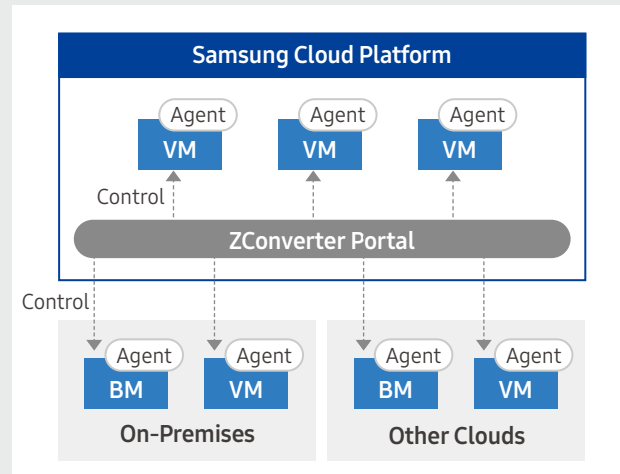 Samsung Cloud Platform
Agent Agent Agent
VM VM VM
Control
ZConverter Portal
Control
Agent Agent Agent Agent
BM VM BM VM
On-Premises Other Clouds